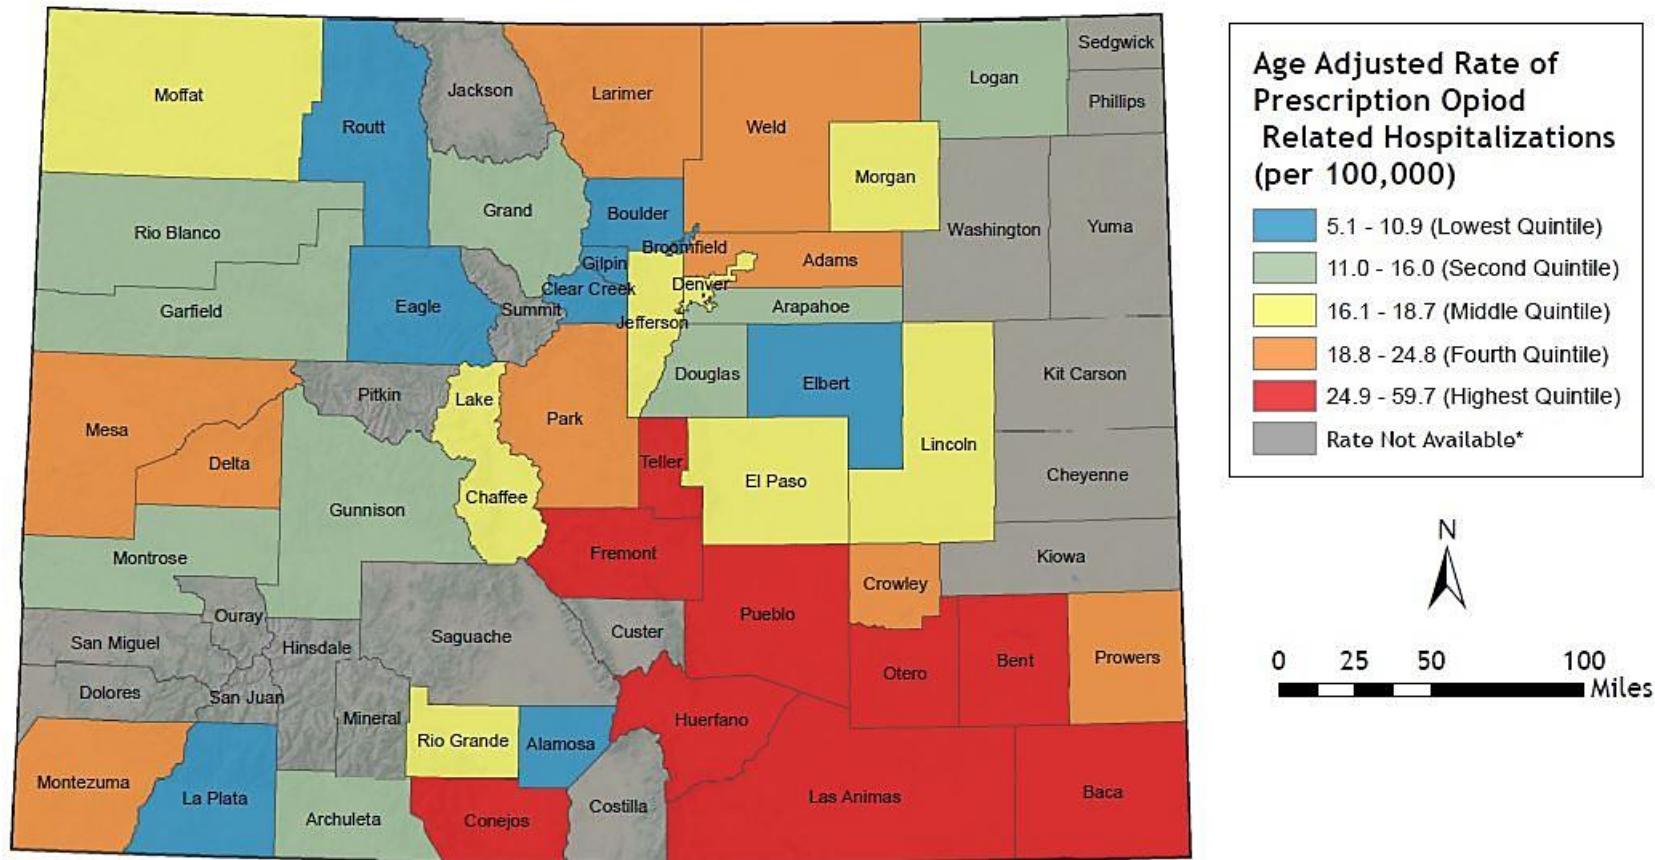 Age Adjusted Rate of
Prescription Opiod
Related Hospitalizations
(per 100,000)
5.1 - 10.9 (Lowest Quintile)
11.0 - 16.0 (Second Quintile)
16.1 - 18.7 (Middle Quintile)
18.8 - 24.8 (Fourth Quintile)
24.9 - 59.7 (Highest Quintile)
Rate Not Available*
N
0 25 50 100
Miles
Moffat
Routt
Jackson
Larimer
Weld
Logan
Sedgwick
Phillips
Morgan
Rio Blanco
Grand
Boulder
Washington
Yuma
Broomfield
Gilpin
Adams
Clear Creek
Denver
Garfield
Eagle
Summit
Jefferson
Arapahoe
Pitkin
Lake
Park
Douglas
Elbert
Kit Carson
Mesa
Delta
Teller
Lincoln
Gunnison
Chaffee
El Paso
Cheyenne
Montrose
Fremont
Kiowa
Crowley
Ouray
San Miguel
Hinsdale
Saguache
Custer
Pueblo
Otero
Bent
Prowers
Dolores
San Juan
Mineral
Rio Grande
Alamosa
Huerfano
Montezuma
La Plata
Archuleta
Conejos
Costilla
Las Animas
Baca